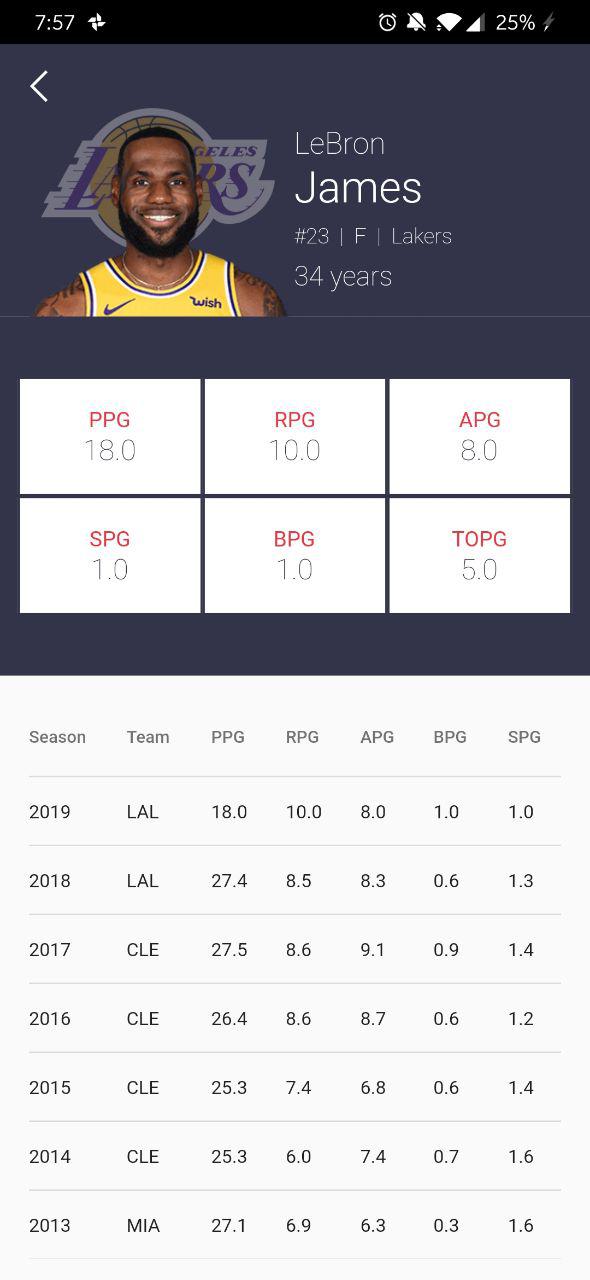 7:57 25%
LOS ANGELES
LAKERS
LeBron
James
#23 | F | Lakers
34 years
wish
PPG RPG APG
18.0 10.0 8.0
SPG BPG TOPG
1.0 1.0 5.0
Season Team PPG RPG APG BPG SPG
2019 LAL 18.0 10.0 8.0 1.0 1.0
2018 LAL 27.4 8.5 8.3 0.6 1.3
2017 CLE 27.5 8.6 9.1 0.9 1.4
2016 CLE 26.4 8.6 8.7 0.6 1.2
2015 CLE 25.3 7.4 6.8 0.6 1.4
2014 CLE 25.3 6.0 7.4 0.7 1.6
2013 MIA 27.1 6.9 6.3 0.3 1.6